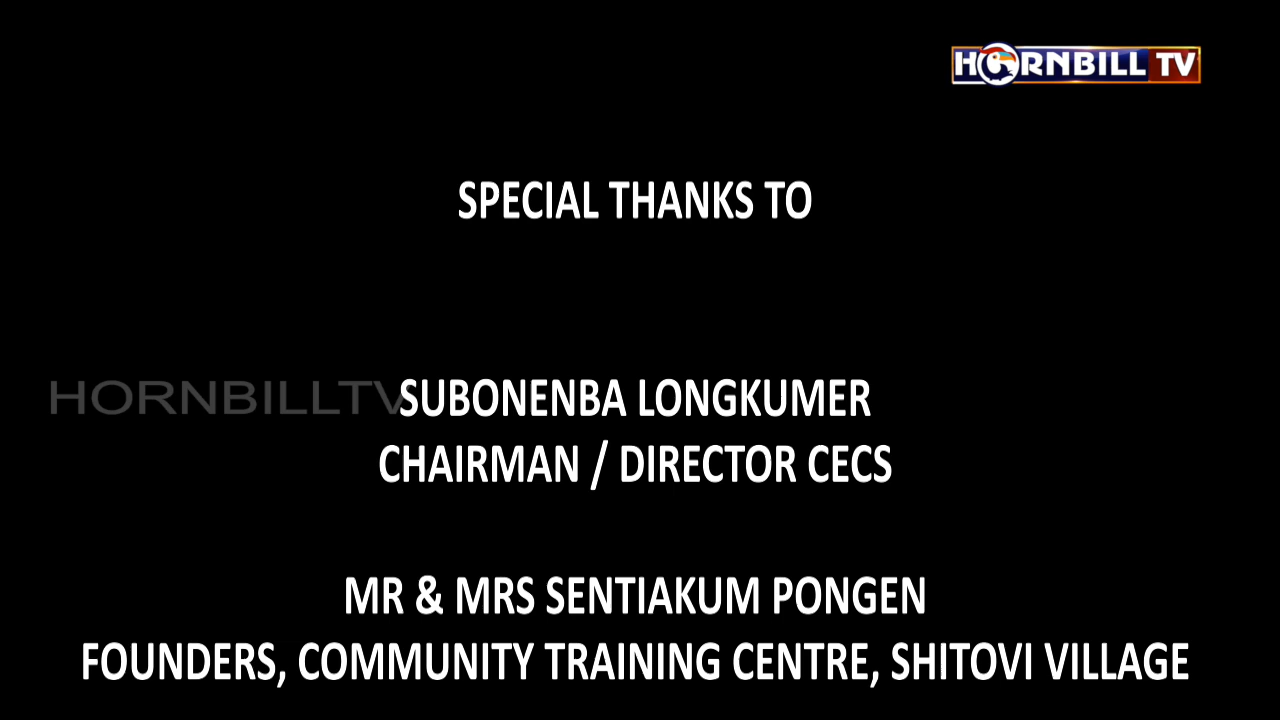 HORNBILL TV
SPECIAL THANKS TO
HORNBILLTV
SUBONENBA LONGKUMER
CHAIRMAN / DIRECTOR CECS
MR & MRS SENTIAKUM PONGEN
FOUNDERS, COMMUNITY TRAINING CENTRE, SHITOVI VILLAGE